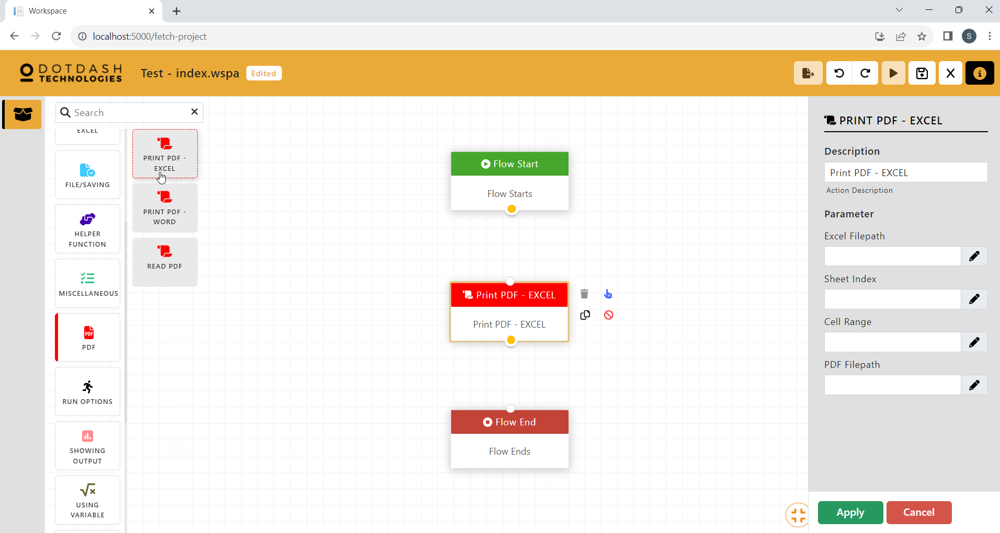 Workspace
localhost:5000/fetch-project
S
DOTDASH
TECHNOLOGIES
Test - index.wspa
Edited
Search
EXCEL
FILE/SAVING
HELPER
FUNCTION
MISCELLANEOUS
PDF
PDF
RUN OPTIONS
SHOWING
OUTPUT
USING
VARIABLE
PRINT PDF -
EXCEL
PRINT PDF -
WORD
READ PDF
Flow Start
Flow Starts
Print PDF - EXCEL
Print PDF - EXCEL
Flow End
Flow Ends
PRINT PDF - EXCEL
Description
Print PDF - EXCEL
Action Description
Parameter
Excel Filepath
Sheet Index
Cell Range
PDF Filepath
Apply
Cancel